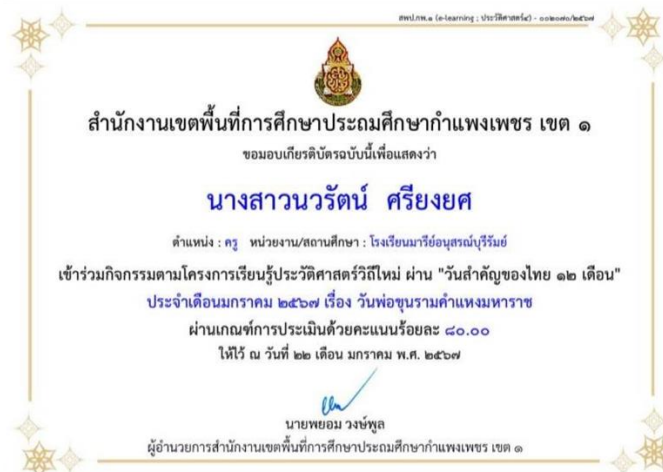 สพป.กพ.๑ (e-learning ; ประวัติศาสตร์๔) - ๐๐๒๐๗๐/๒๕๖๗
สำนักงานเขตพื้นที่การศึกษาประถมศึกษากำแพงเพชร เขต ๑
ขอมอบเกียรติบัตรฉบับนี้เพื่อแสดงว่า
นางสาวนวรัตน์ ศรียงยศ
ตำแหน่ง : ครู หน่วยงาน/สถานศึกษา : โรงเรียนมารีย์อนุสรณ์บุรีรัมย์
เข้าร่วมกิจกรรมตามโครงการเรียนรู้ประวัติศาสตร์วิถีใหม่ ผ่าน "วันสำคัญของไทย ๑๒ เดือน"
ประจำเดือนมกราคม ๒๕๖๗ เรื่อง วันพ่อขุนรามคำแหงมหาราช
ผ่านเกณฑ์การประเมินด้วยคะแนนร้อยละ ๘๐.๐๐
ให้ไว้ ณ วันที่ ๒๒ เดือน มกราคม พ.ศ. ๒๕๖๗
นายพยอม วงษ์พูล
ผู้อำนวยการสำนักงานเขตพื้นที่การศึกษาประถมศึกษากำแพงเพชร เขต ๑